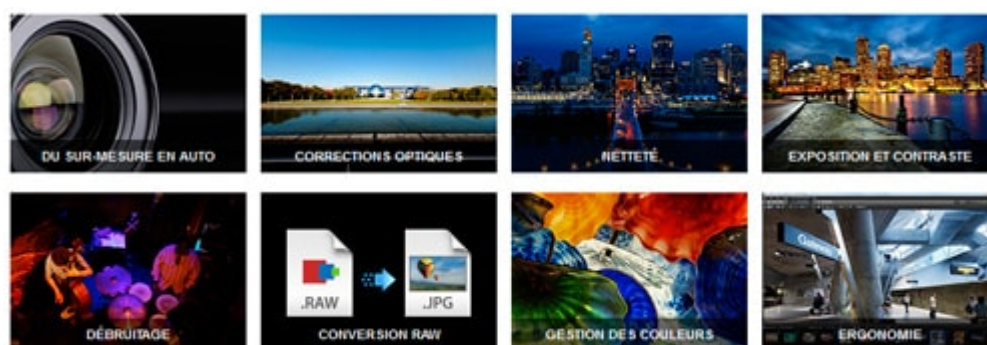 DU SUR-MESURE EN AUTO
CORRECTIONS OPTIQUES
NETTETÉ
EXPOSITION ET CONTRASTE
.RAW
.JPG
DÉBRUITAGE
CONVERSION RAW
GESTION DES COULEURS
ERGONOMIE